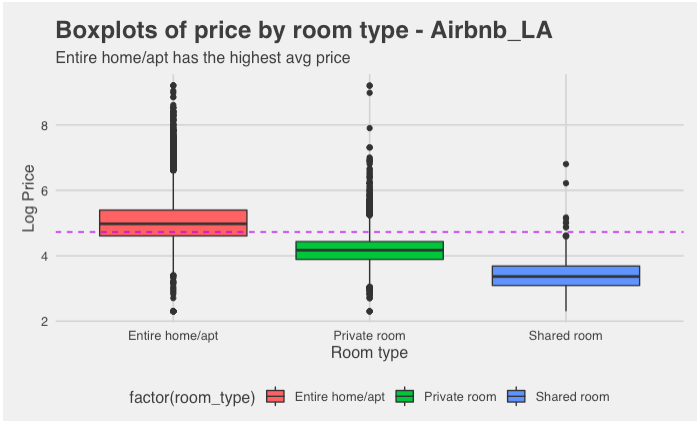 Boxplots of price by room type - Airbnb_LA
Entire home/apt has the highest avg price
Log Price
8
6
4
2
Entire home/apt Private room Shared room
Room type
factor(room_type) Entire home/apt Private room Shared room